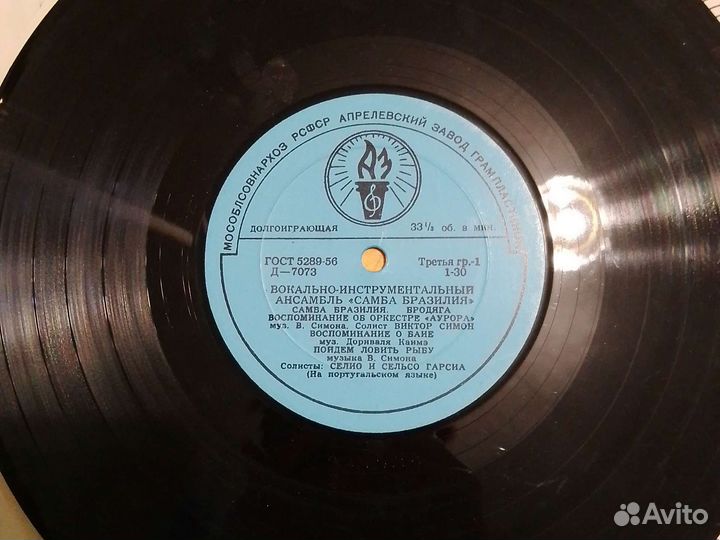 МОСОБЛСОВНАРХОЗ РСФСР АПРЕЛЕВСКИЙ ЗАВОД ГРАМПЛАСТИНОК
АЗ
ДОЛГОИГРАЮЩАЯ 33⅓ об. в мин.
ГОСТ 5289-56 Третья гр.-1
Д—7073 1-30
ВОКАЛЬНО-ИНСТРУМЕНТАЛЬНЫЙ
АНСАМБЛЬ «САМБА БРАЗИЛИЯ»
САМБА БРАЗИЛИЯ. БРОДЯГА
ВОСПОМИНАНИЕ ОБ ОРКЕСТРЕ «АУРОРА»
муз. В. Симона. Солист ВИКТОР СИМОН
ВОСПОМИНАНИЕ О БАИЕ
муз. Дориваля Каимэ
ПОЙДЕМ ЛОВИТЬ РЫБУ
музыка В. Симона
Солисты: СЕЛИО И СЕЛЬСО ГАРСИА
(На португальском языке)
Avito